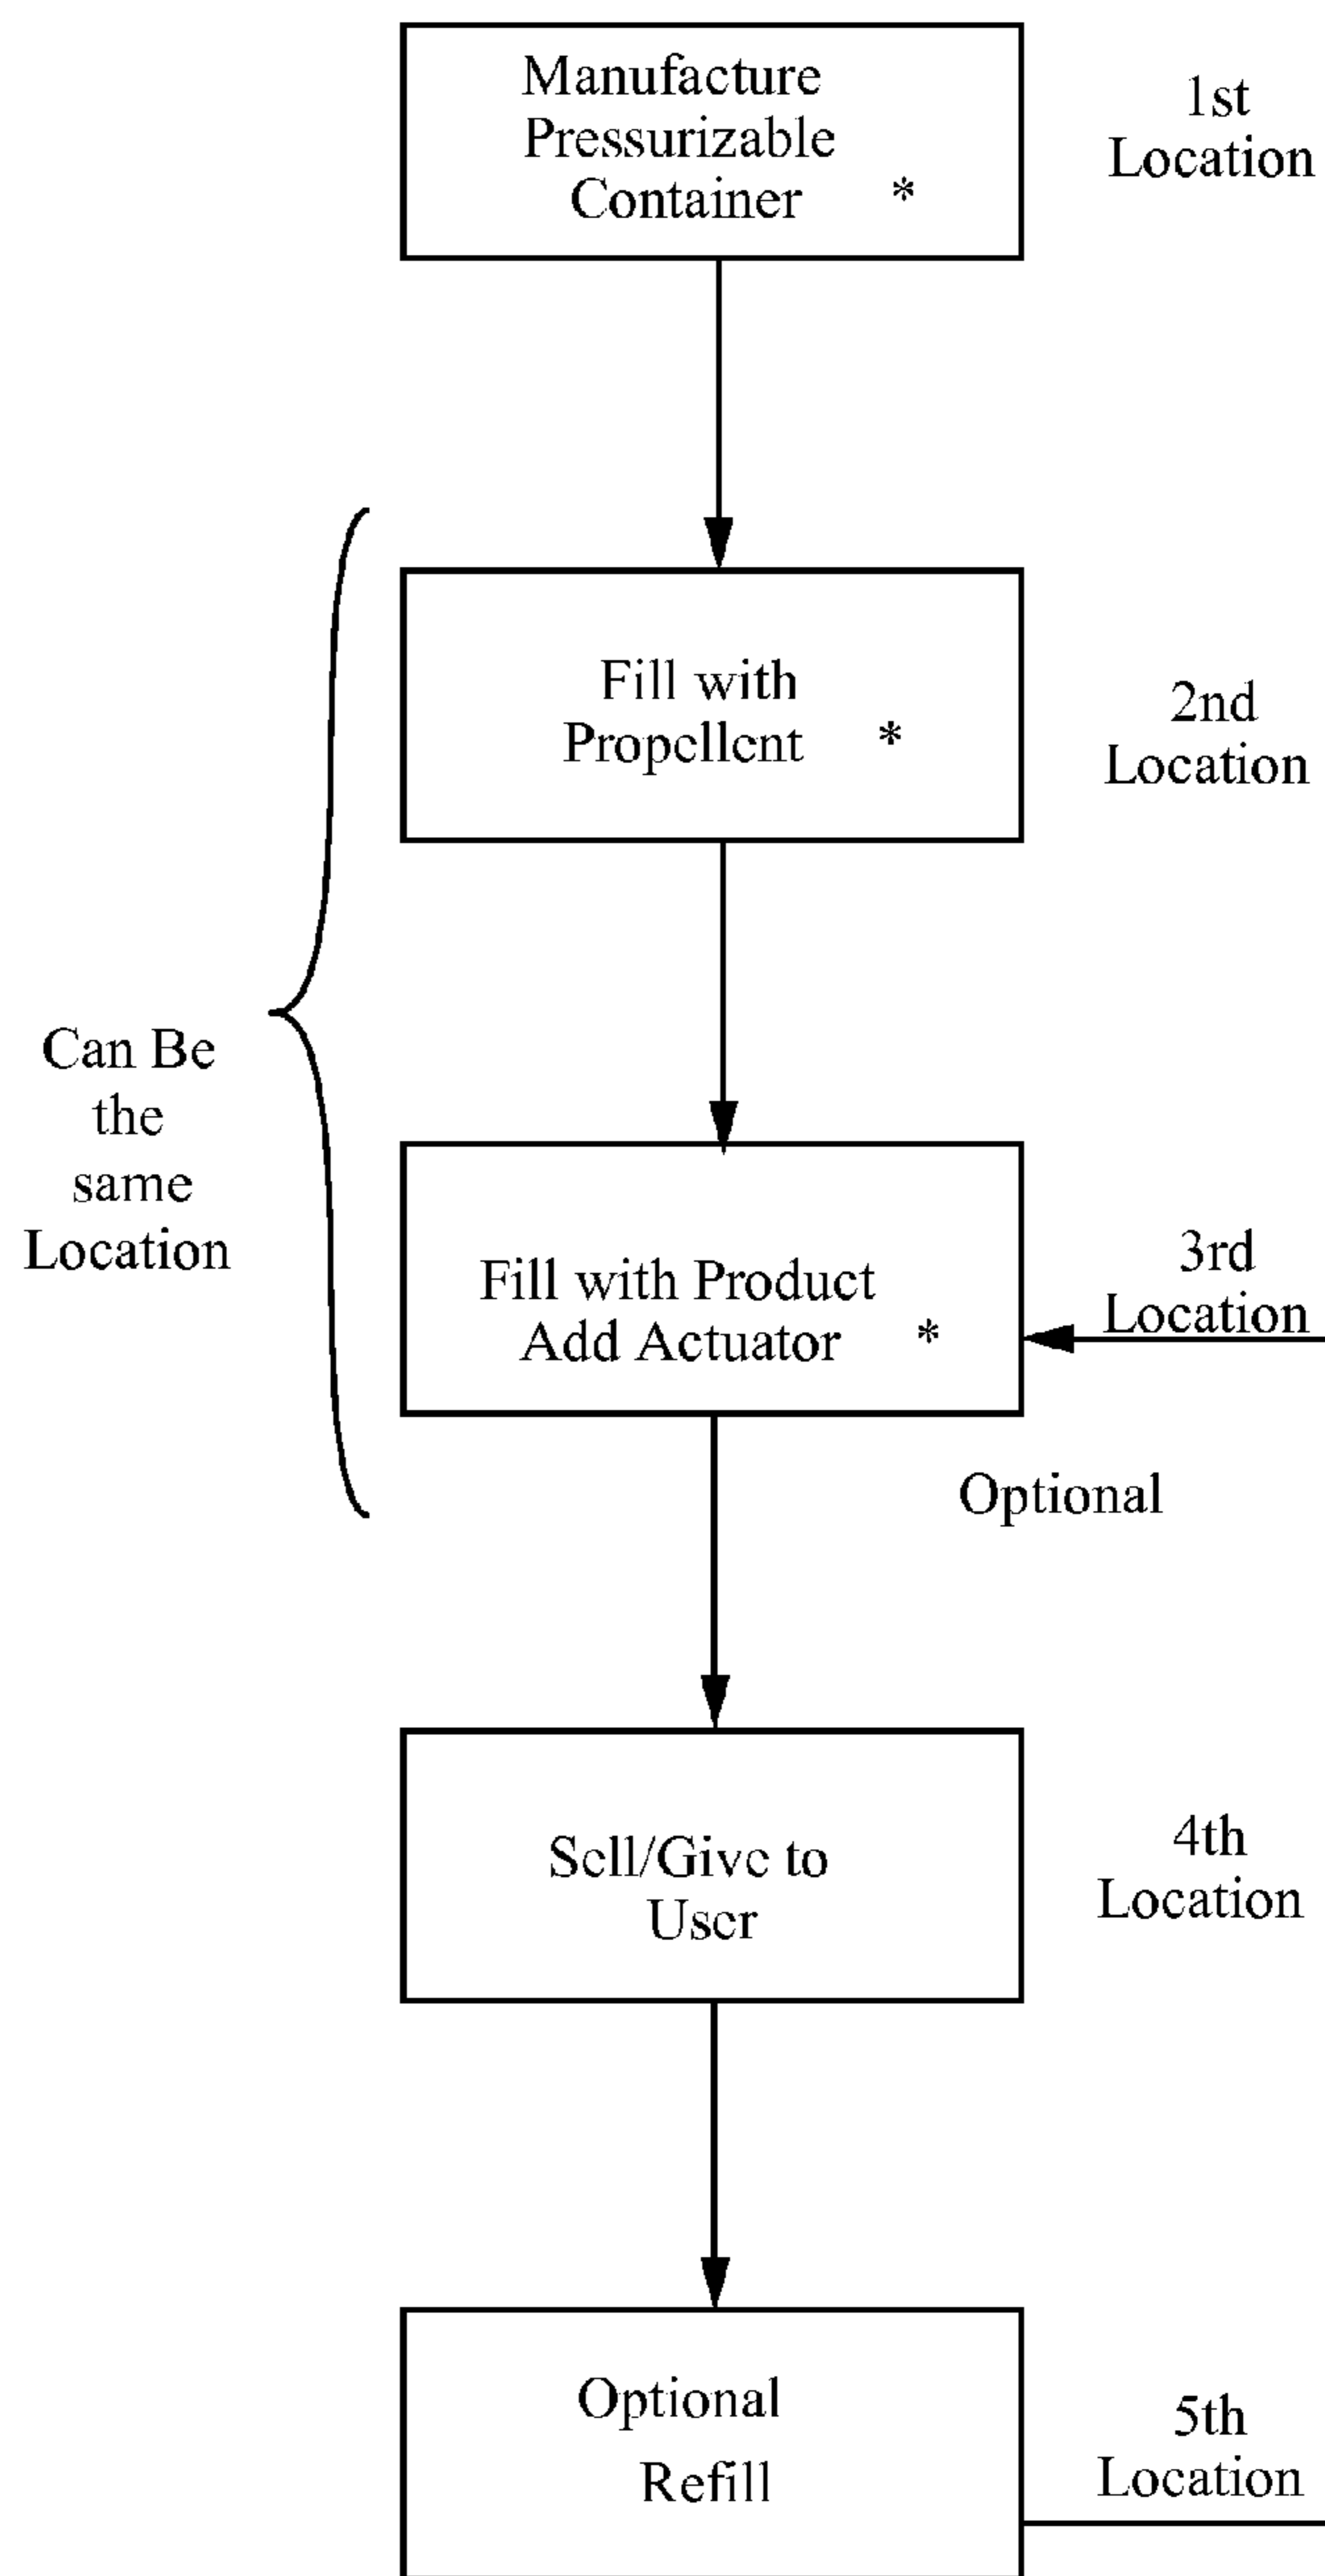 Manufacture
Pressurizable
Container *
1st
Location
Fill with
Propellent *
2nd
Location
Can Be
the
same
Location
Fill with Product
Add Actuator *
3rd
Location
Optional
Sell/Give to
User
4th
Location
Optional
Refill
5th
Location